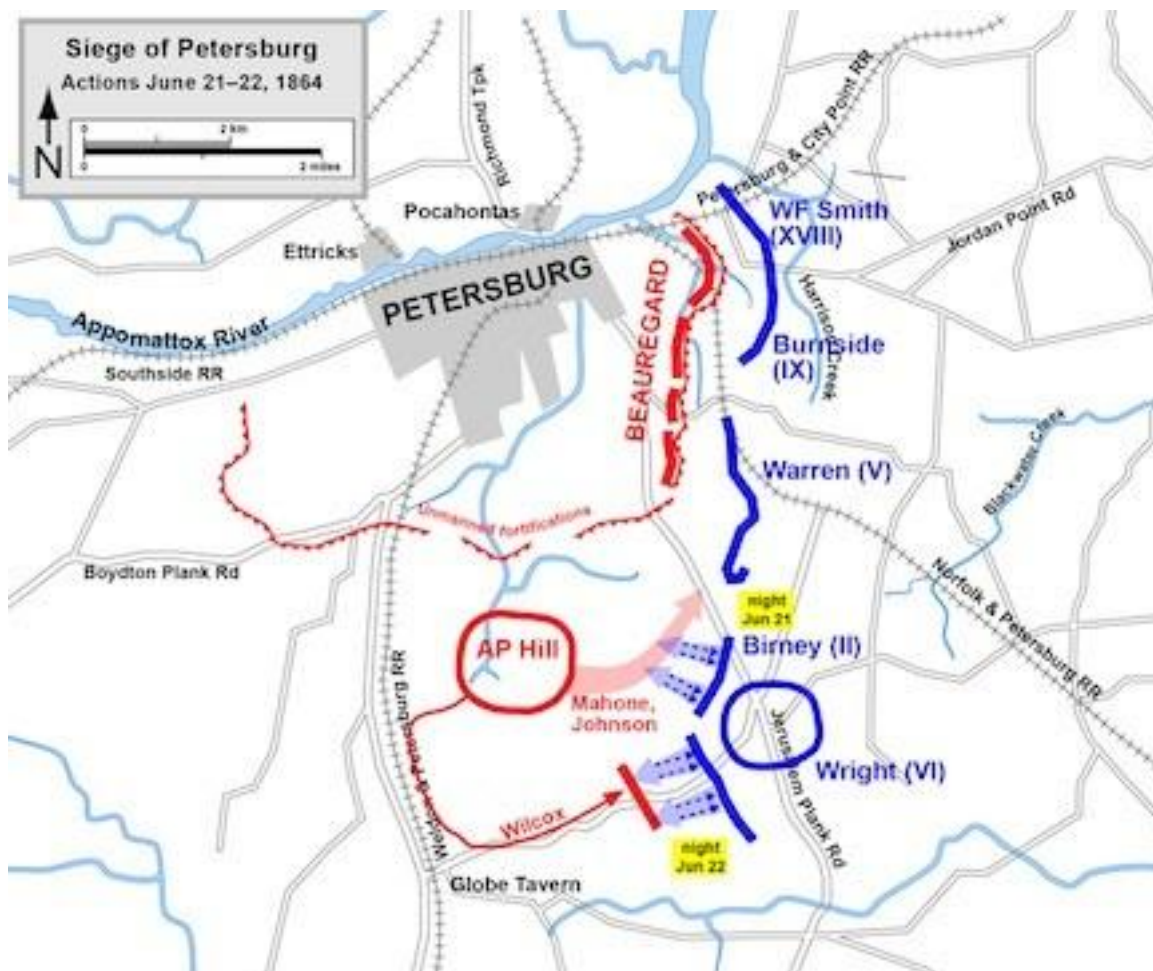 Siege of Petersburg
Actions June 21–22, 1864
N
0
2 km
0
2 miles
Richmond Tpk
Petersburg & City Point RR
Pocahontas
Ettricks
WF Smith
(XVIII)
Jordan Point Rd
PETERSBURG
Appomattox River
Southside RR
BEAUREGARD
Harrison Creek
Burnside
(IX)
Warren (V)
Blackwater Creek
Unmanned fortifications
Boydton Plank Rd
Norfolk & Petersburg RR
night
Jun 21
AP Hill
Birney (II)
Mahone,
Johnson
Weldon & Petersburg RR
Jerusalem Plank Rd
Wright (VI)
Wilcox
night
Jun 22
Globe Tavern